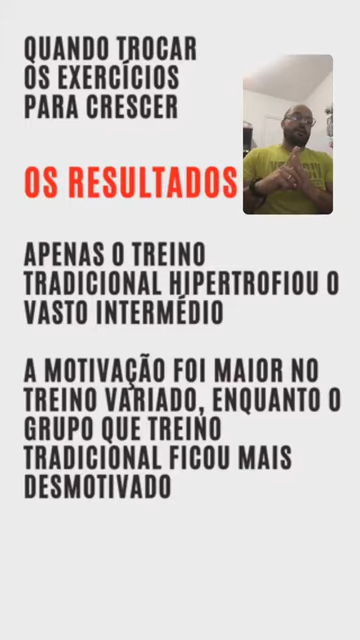 QUANDO TROCAR
OS EXERCÍCIOS
PARA CRESCER
OS RESULTADOS
APENAS O TREINO
TRADICIONAL HIPERTROFIOU O
VASTO INTERMÉDIO
A MOTIVAÇÃO FOI MAIOR NO
TREINO VARIADO, ENQUANTO O
GRUPO QUE TREINO
TRADICIONAL FICOU MAIS
DESMOTIVADO